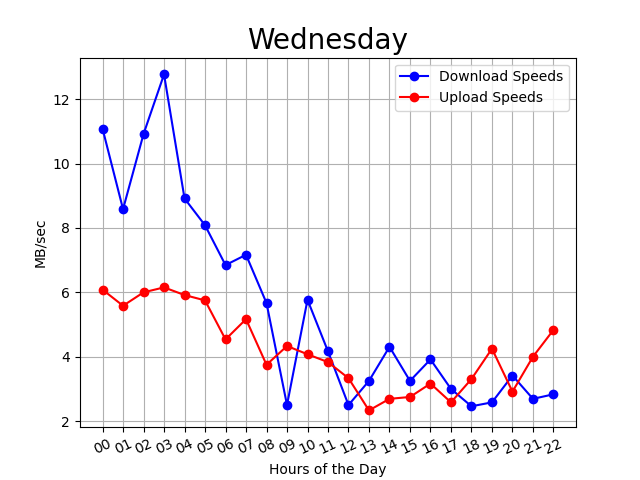 Wednesday
Download Speeds
Upload Speeds
MB/sec
12
10
8
6
4
2
00 01 02 03 04 05 06 07 08 09 10 11 12 13 14 15 16 17 18 19 20 21 22
Hours of the Day